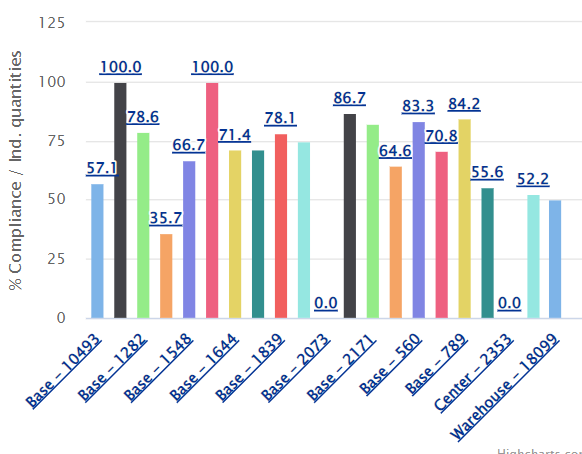 125
100
75
50
25
0
% Compliance / Ind. quantities
57.1
100.0
78.6
35.7
66.7
100.0
71.4
78.1
0.0
86.7
64.6
83.3
70.8
84.2
55.6
0.0
52.2
Base – 10493
Base – 1282
Base – 1548
Base – 1644
Base – 1839
Base – 2073
Base – 2171
Base – 560
Base – 789
Center – 2353
Warehouse – 18099